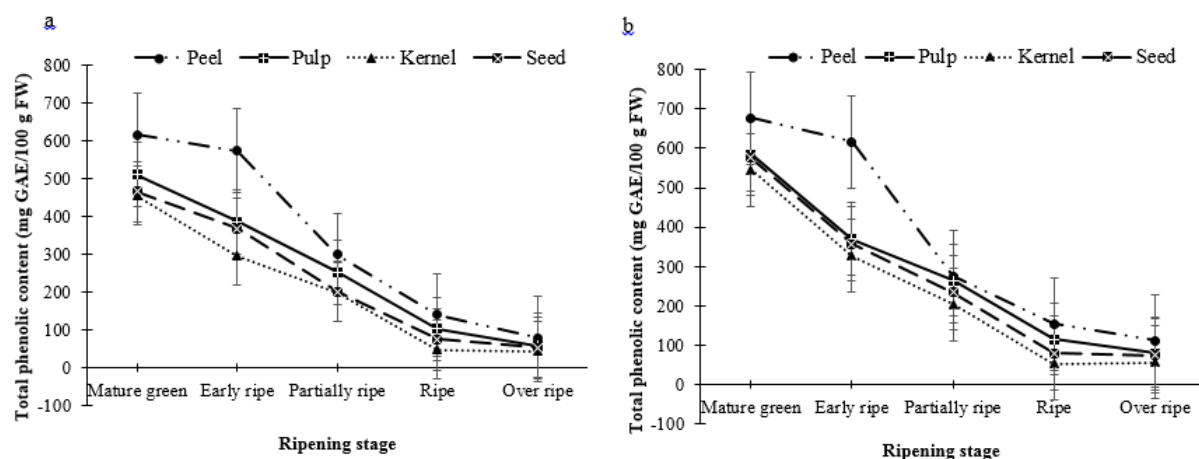 a
Peel Pulp Kernel Seed
Total phenolic content (mg GAE/100 g FW)
800
700
600
500
400
300
200
100
0
-100
Mature green Early ripe Partially ripe Ripe Over ripe
Ripening stage
b
Peel Pulp Kernel Seed
Total phenolic content (mg GAE/100 g FW)
800
700
600
500
400
300
200
100
0
-100
Mature green Early ripe Partially ripe Ripe Over ripe
Ripening stage